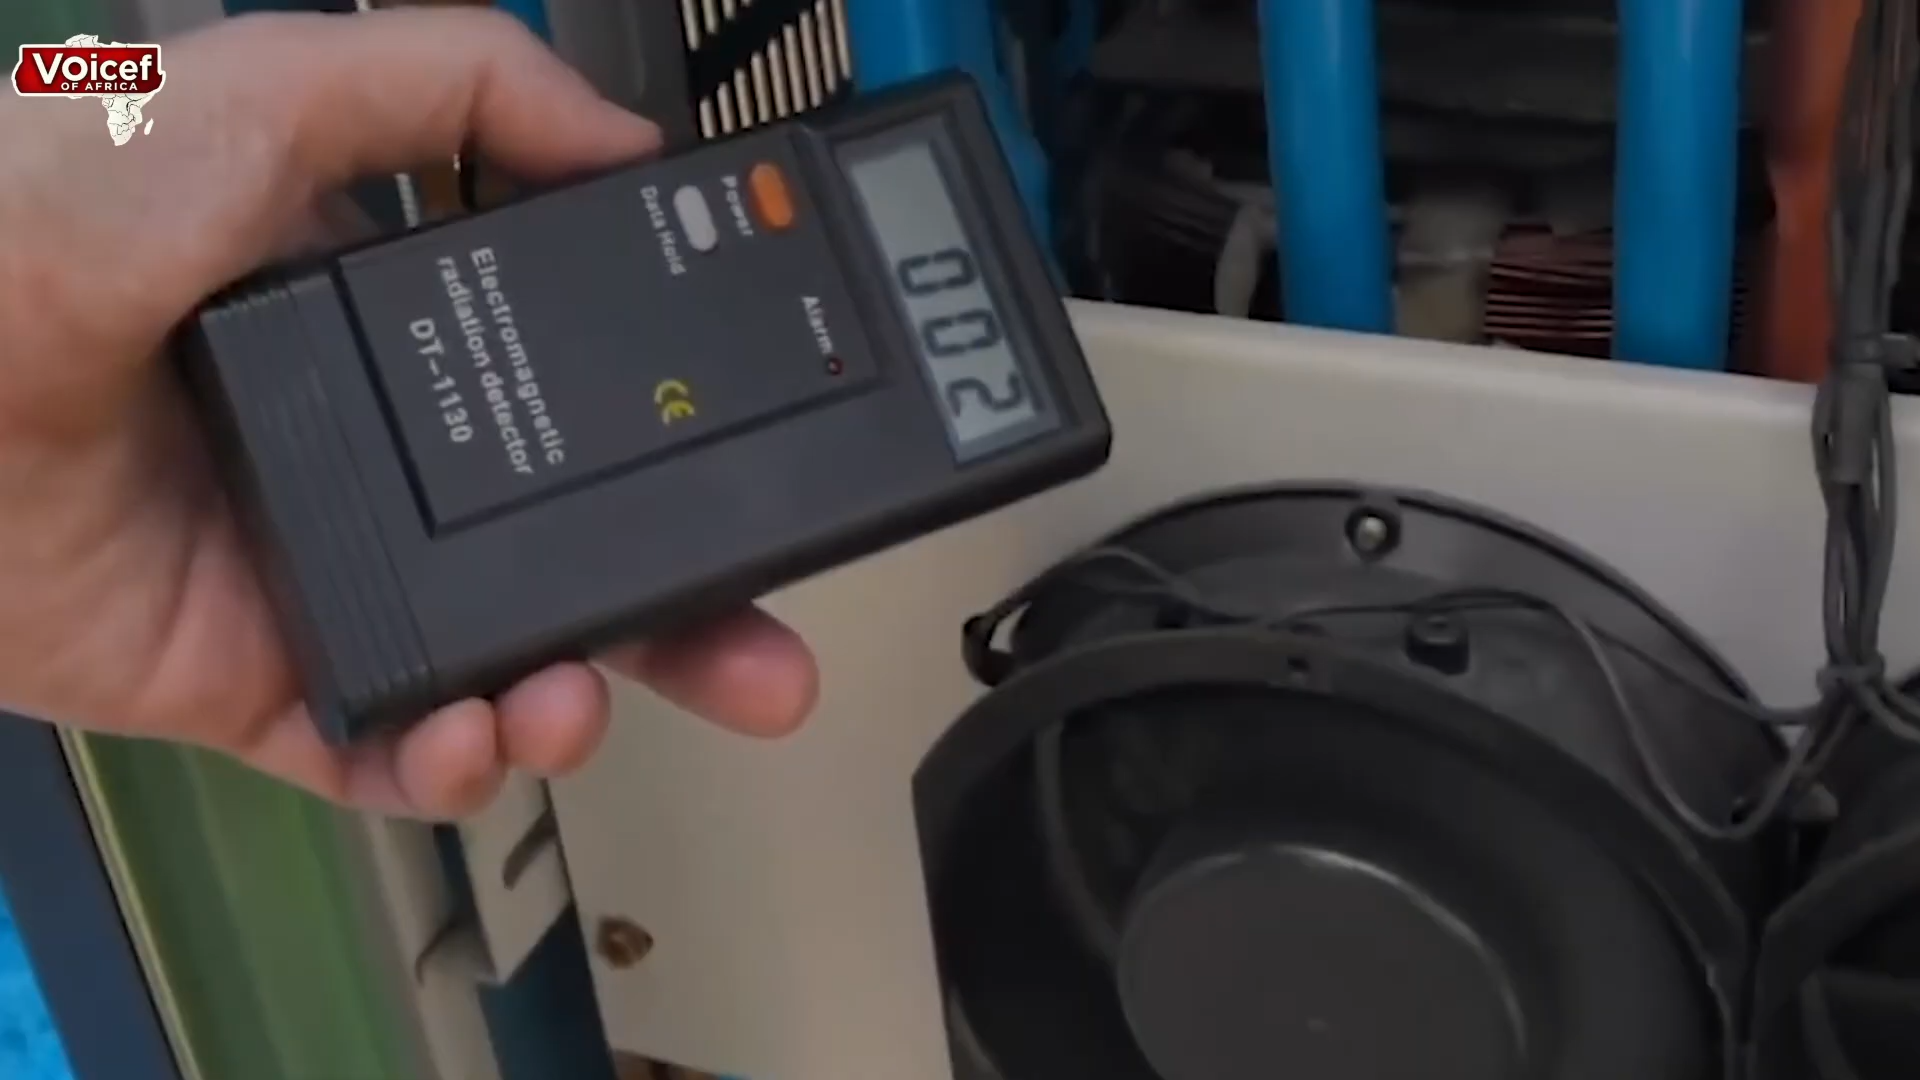 Voicef
OF AFRICA
Power
Data Hold
Alarm
002
CE
Electromagnetic
radiation detector
DT-1130